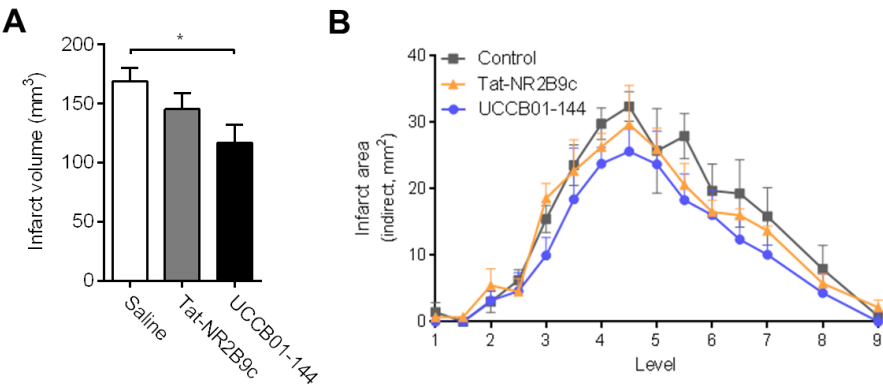 A
Infarct volume (mm3)
200
150
100
50
0
*
Saline
Tat-NR2B9c
UCCB01-144
B
Infarct area
(indirect, mm2)
40
30
20
10
0
Control
Tat-NR2B9c
UCCB01-144
1 2 3 4 5 6 7 8 9
Level